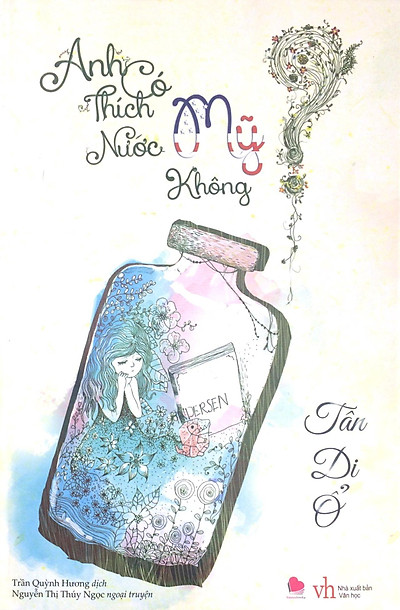 Anh có
Thích
Nước Mỹ
Không
?
ANDERSEN
Tân
Di
Ổ
Trần Quỳnh Hương dịch
Nguyễn Thị Thúy Ngọc ngoại truyện
vh
Nhà xuất bản
Văn học